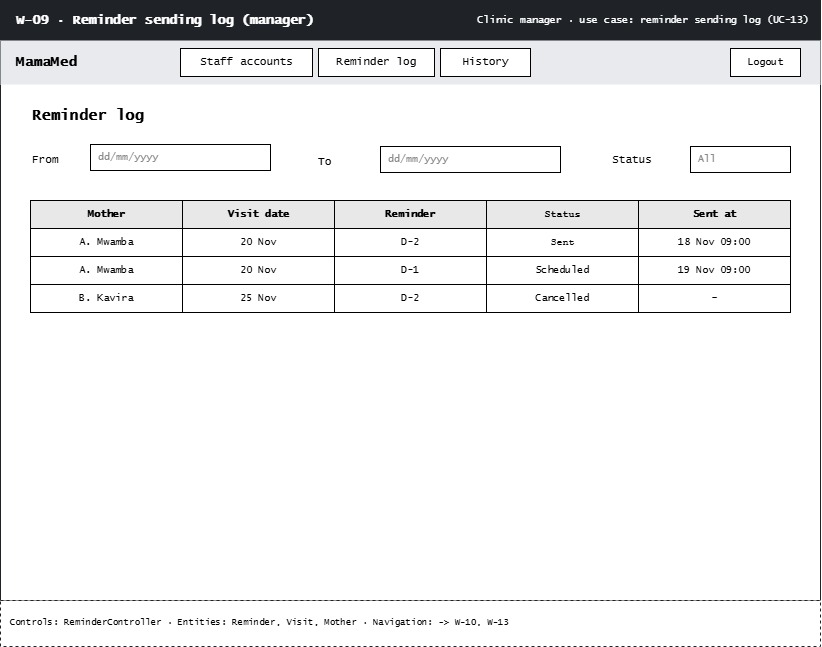 W-09 · Reminder sending log (manager)
Clinic manager · use case: reminder sending log (UC-13)
MamaMed
Staff accounts
Reminder log
History
Logout
Reminder log
From dd/mm/yyyy To dd/mm/yyyy Status All
Mother Visit date Reminder Status Sent at
A. Mwamba 20 Nov D-2 Sent 18 Nov 09:00
A. Mwamba 20 Nov D-1 Scheduled 19 Nov 09:00
B. Kavira 25 Nov D-2 Cancelled –
Controls: ReminderController · Entities: Reminder, Visit, Mother · Navigation: -> W-10, W-13